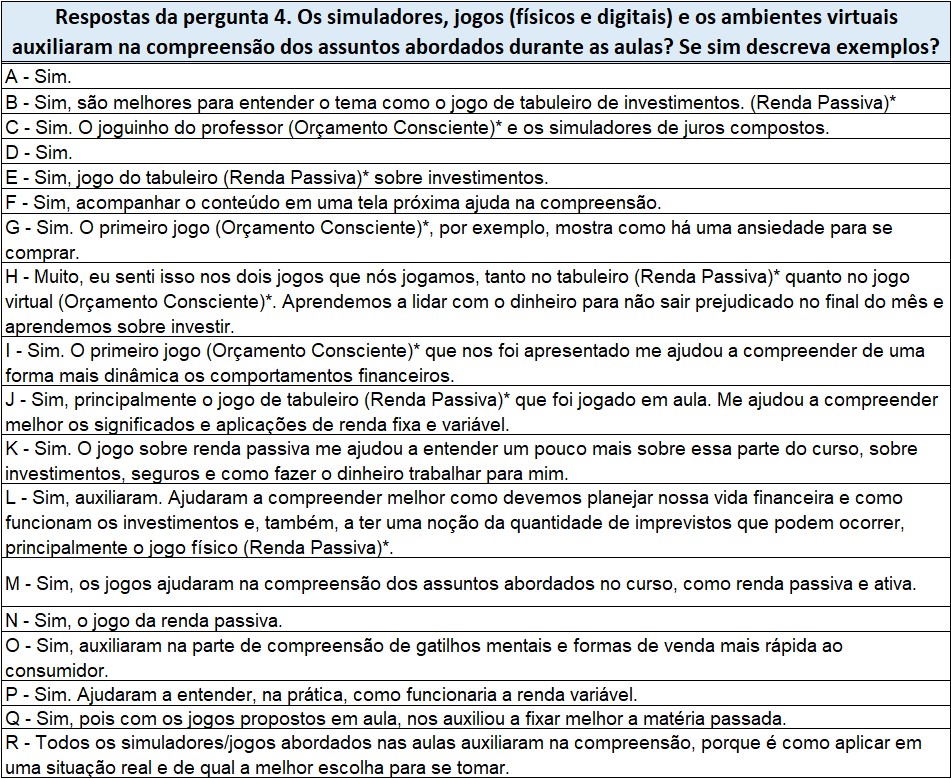 Respostas da pergunta 4. Os simuladores, jogos (físicos e digitais) e os ambientes virtuais
auxiliaram na compreensão dos assuntos abordados durante as aulas? Se sim descreva exemplos?
A - Sim.
B - Sim, são melhores para entender o tema como o jogo de tabuleiro de investimentos. (Renda Passiva)*
C - Sim. O joguinho do professor (Orçamento Consciente)* e os simuladores de juros compostos.
D - Sim.
E - Sim, jogo do tabuleiro (Renda Passiva)* sobre investimentos.
F - Sim, acompanhar o conteúdo em uma tela próxima ajuda na compreensão.
G - Sim. O primeiro jogo (Orçamento Consciente)*, por exemplo, mostra como há uma ansiedade para se
comprar.
H - Muito, eu senti isso nos dois jogos que nós jogamos, tanto no tabuleiro (Renda Passiva)* quanto no jogo
virtual (Orçamento Consciente)*. Aprendemos a lidar com o dinheiro para não sair prejudicado no final do mês e
aprendemos sobre investir.
I - Sim. O primeiro jogo (Orçamento Consciente)* que nos foi apresentado me ajudou a compreender de uma
forma mais dinâmica os comportamentos financeiros.
J - Sim, principalmente o jogo de tabuleiro (Renda Passiva)* que foi jogado em aula. Me ajudou a compreender
melhor os significados e aplicações de renda fixa e variável.
K - Sim. O jogo sobre renda passiva me ajudou a entender um pouco mais sobre essa parte do curso, sobre
investimentos, seguros e como fazer o dinheiro trabalhar para mim.
L - Sim, auxiliaram. Ajudaram a compreender melhor como devemos planejar nossa vida financeira e como
funcionam os investimentos e, também, a ter uma noção da quantidade de imprevistos que podem ocorrer,
principalmente o jogo físico (Renda Passiva)*.
M - Sim, os jogos ajudaram na compreensão dos assuntos abordados no curso, como renda passiva e ativa.
N - Sim, o jogo da renda passiva.
O - Sim, auxiliaram na parte de compreensão de gatilhos mentais e formas de venda mais rápida ao
consumidor.
P - Sim. Ajudaram a entender, na prática, como funcionaria a renda variável.
Q - Sim, pois com os jogos propostos em aula, nos auxiliou a fixar melhor a matéria passada.
R - Todos os simuladores/jogos abordados nas aulas auxiliaram na compreensão, porque é como aplicar em
uma situação real e de qual a melhor escolha para se tomar.